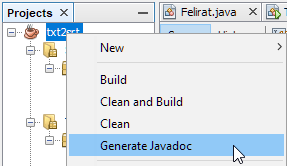 Projects
Felirat.java
txt2srt
New
Build
Clean and Build
Clean
Generate Javadoc